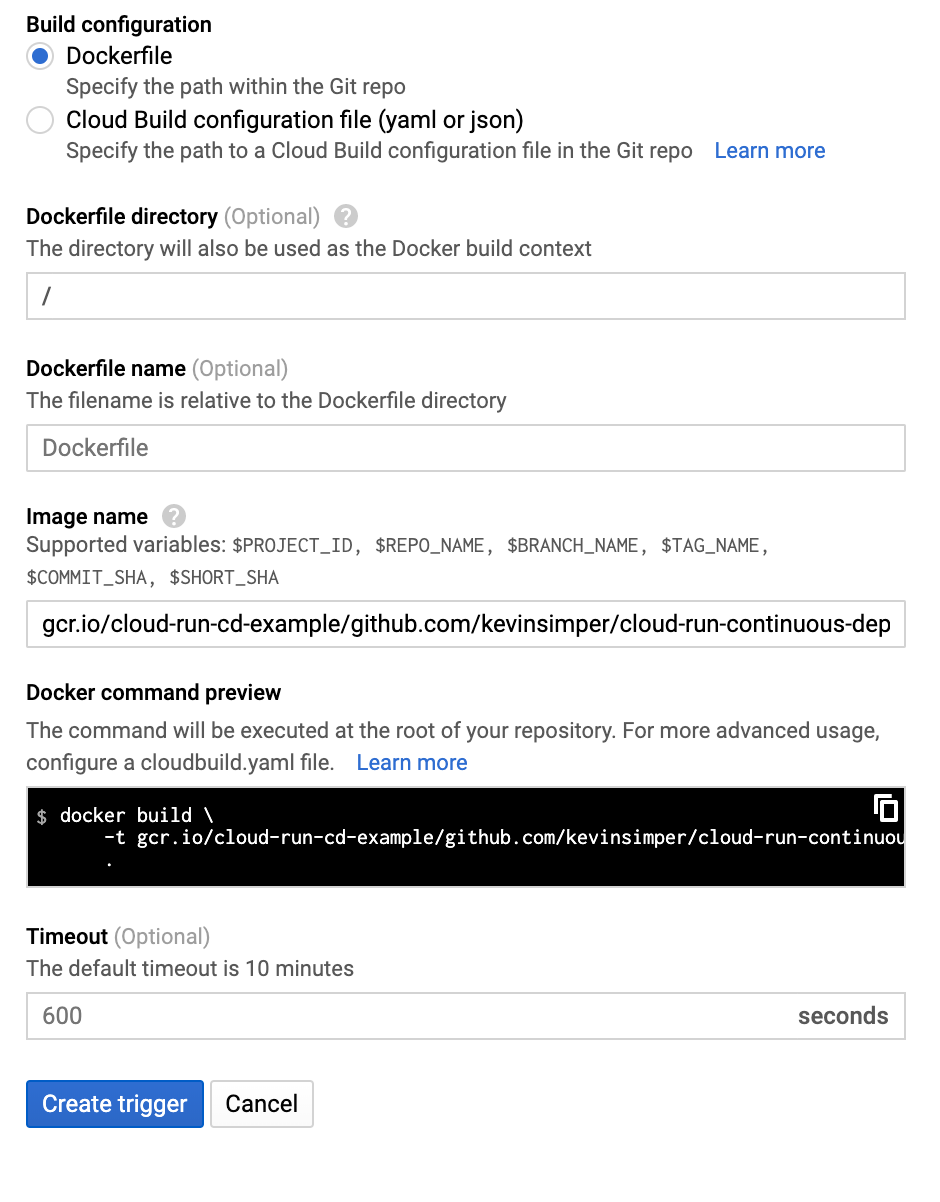 Build configuration
Dockerfile
Specify the path within the Git repo
Cloud Build configuration file (yaml or json)
Specify the path to a Cloud Build configuration file in the Git repo Learn more
Dockerfile directory (Optional) ?
The directory will also be used as the Docker build context
/
Dockerfile name (Optional)
The filename is relative to the Dockerfile directory
Dockerfile
Image name ?
Supported variables: $PROJECT_ID, $REPO_NAME, $BRANCH_NAME, $TAG_NAME,
$COMMIT_SHA, $SHORT_SHA
gcr.io/cloud-run-cd-example/github.com/kevinsimper/cloud-run-continuous-dep
Docker command preview
The command will be executed at the root of your repository. For more advanced usage,
configure a cloudbuild.yaml file. Learn more
$ docker build \
-t gcr.io/cloud-run-cd-example/github.com/kevinsimper/cloud-run-continuou
.
Timeout (Optional)
The default timeout is 10 minutes
600 seconds
Create trigger Cancel